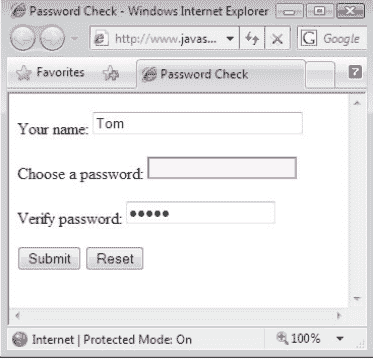 Password Check - Windows Internet Explorer
http://www.javas...
Google
Favorites
Password Check
Your name: Tom
Choose a password:
Verify password: •••••
Submit Reset
Internet | Protected Mode: On
100%